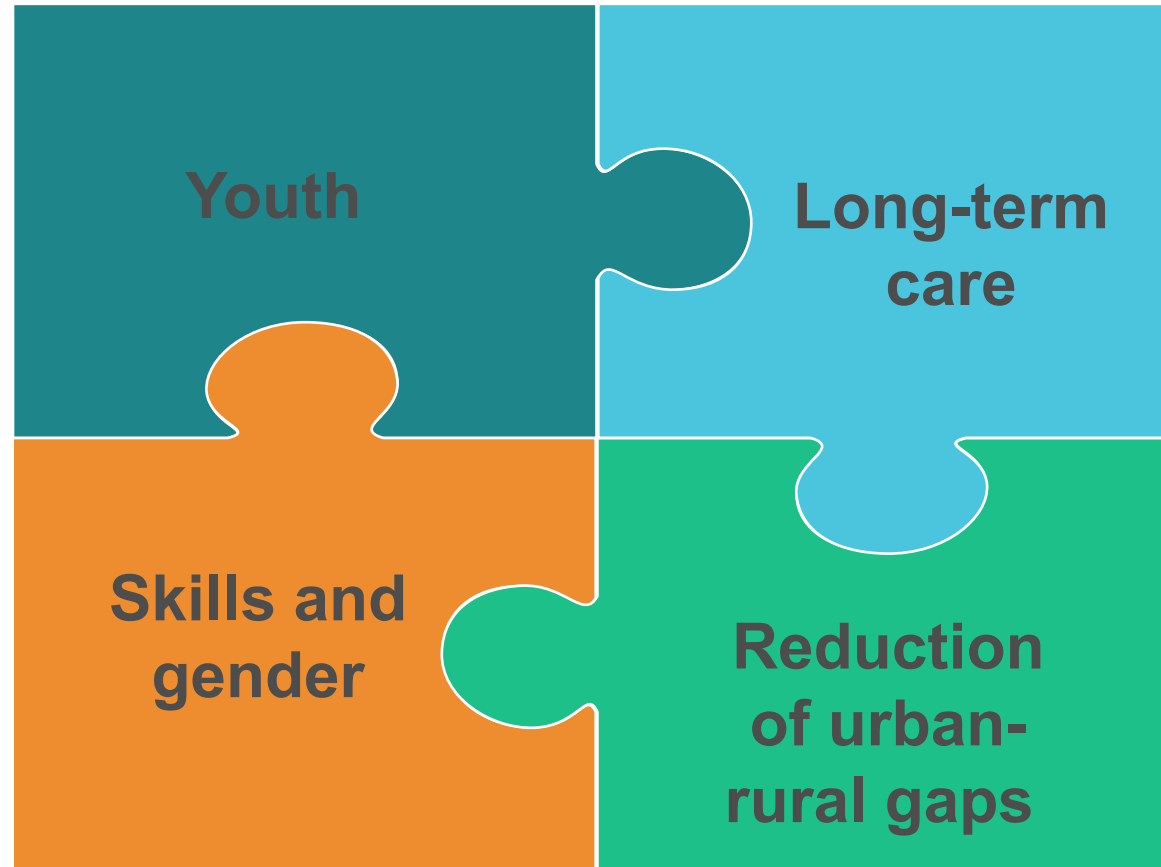 Youth
Long-term
care
Skills and
gender
Reduction
of urban-
rural gaps